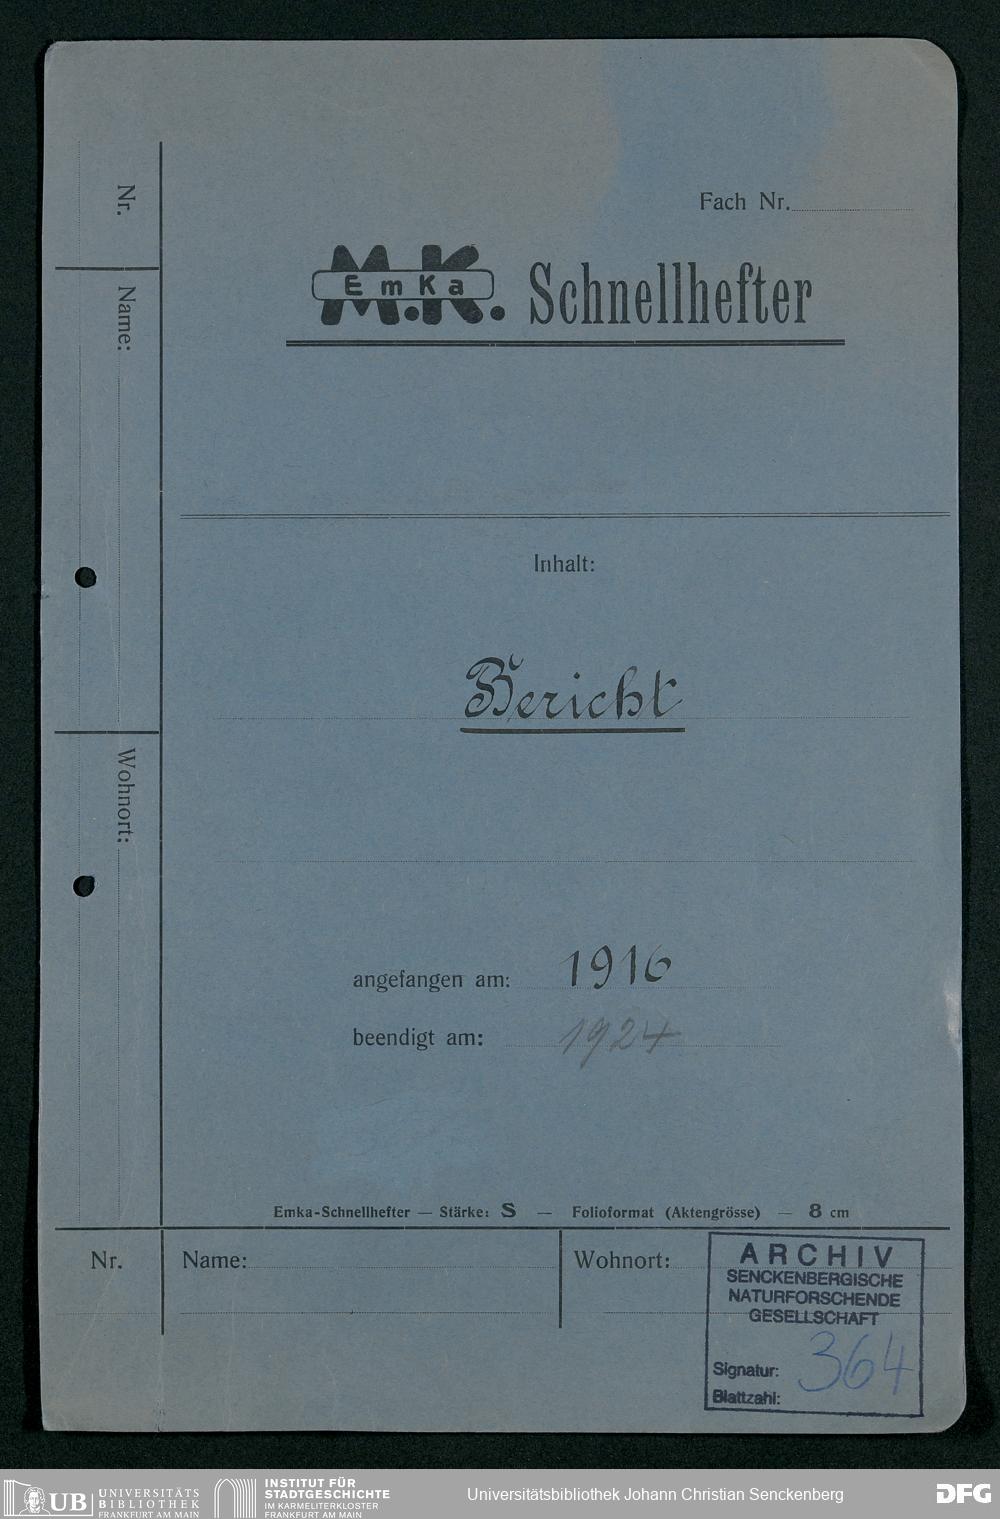 Fach Nr.
M.K. EmKa Schnellhefter
Inhalt:
Bericht
angefangen am: 1916
beendigt am: 1924
Emka-Schnellhefter — Stärke: S — Folioformat (Aktengrösse) — 8 cm
Nr.
Name:
Wohnort:
Nr. Name: Wohnort:
ARCHIV
SENCKENBERGISCHE
NATURFORSCHENDE
GESELLSCHAFT
Signatur: 364
Blattzahl:
UB UNIVERSITÄTS
BIBLIOTHEK
FRANKFURT AM MAIN
INSTITUT FÜR
STADTGESCHICHTE
IM KARMELITERKLOSTER
FRANKFURT AM MAIN
Universitätsbibliothek Johann Christian Senckenberg
DFG